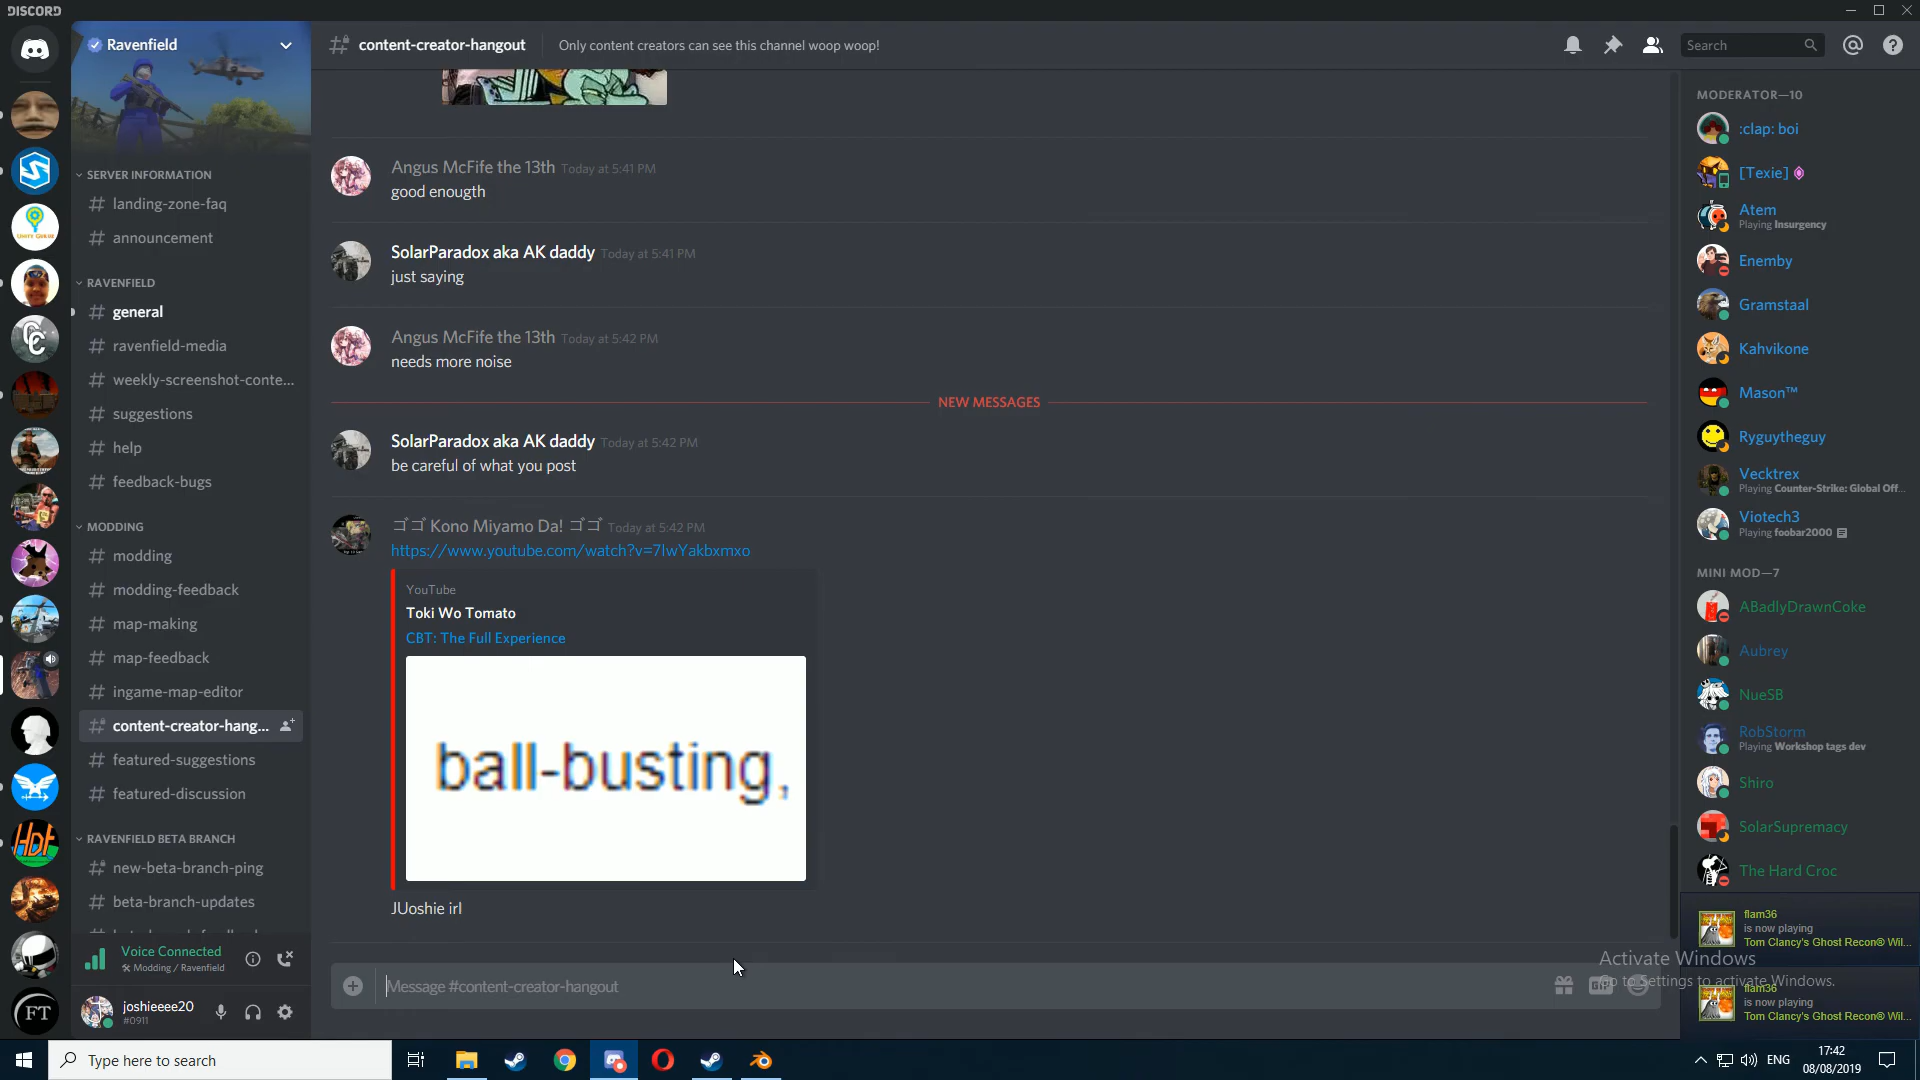 DISCORD
Ravenfield
content-creator-hangout
Only content creators can see this channel woop woop!
Search
SERVER INFORMATION
landing-zone-faq
announcement
RAVENFIELD
general
ravenfield-media
weekly-screenshot-conte...
suggestions
help
feedback-bugs
MODDING
modding
modding-feedback
map-making
map-feedback
ingame-map-editor
content-creator-hang...
featured-suggestions
featured-discussion
RAVENFIELD BETA BRANCH
new-beta-branch-ping
beta-branch-updates
Voice Connected
Modding / Ravenfield
joshieeee20
#0911
Angus McFife the 13th Today at 5:41 PM
good enougth
SolarParadox aka AK daddy Today at 5:41 PM
just saying
Angus McFife the 13th Today at 5:42 PM
needs more noise
NEW MESSAGES
SolarParadox aka AK daddy Today at 5:42 PM
be careful of what you post
ゴゴ Kono Miyamo Da! ゴゴ Today at 5:42 PM
https://www.youtube.com/watch?v=7IwYakbxmxo
YouTube
Toki Wo Tomato
CBT: The Full Experience
ball-busting,
JUoshie irl
Message #content-creator-hangout
GIF
MODERATOR—10
:clap: boi
[Texie]
Atem
Playing Insurgency
Enemby
Gramstaal
Kahvikone
Mason™
Ryguytheguy
Vecktrex
Playing Counter-Strike: Global Off...
Viotech3
Playing foobar2000
MINI MOD—7
ABadlyDrawnCoke
Aubrey
NueSB
RobStorm
Playing Workshop tags dev
Shiro
SolarSupremacy
The Hard Croc
flam36
is now playing
Tom Clancy's Ghost Recon® Wil...
Activate Windows
Go to Settings to activate Windows.
flam36
is now playing
Tom Clancy's Ghost Recon® Wil...
CC
HDF
FT
Type here to search
ENG
17:42
08/08/2019